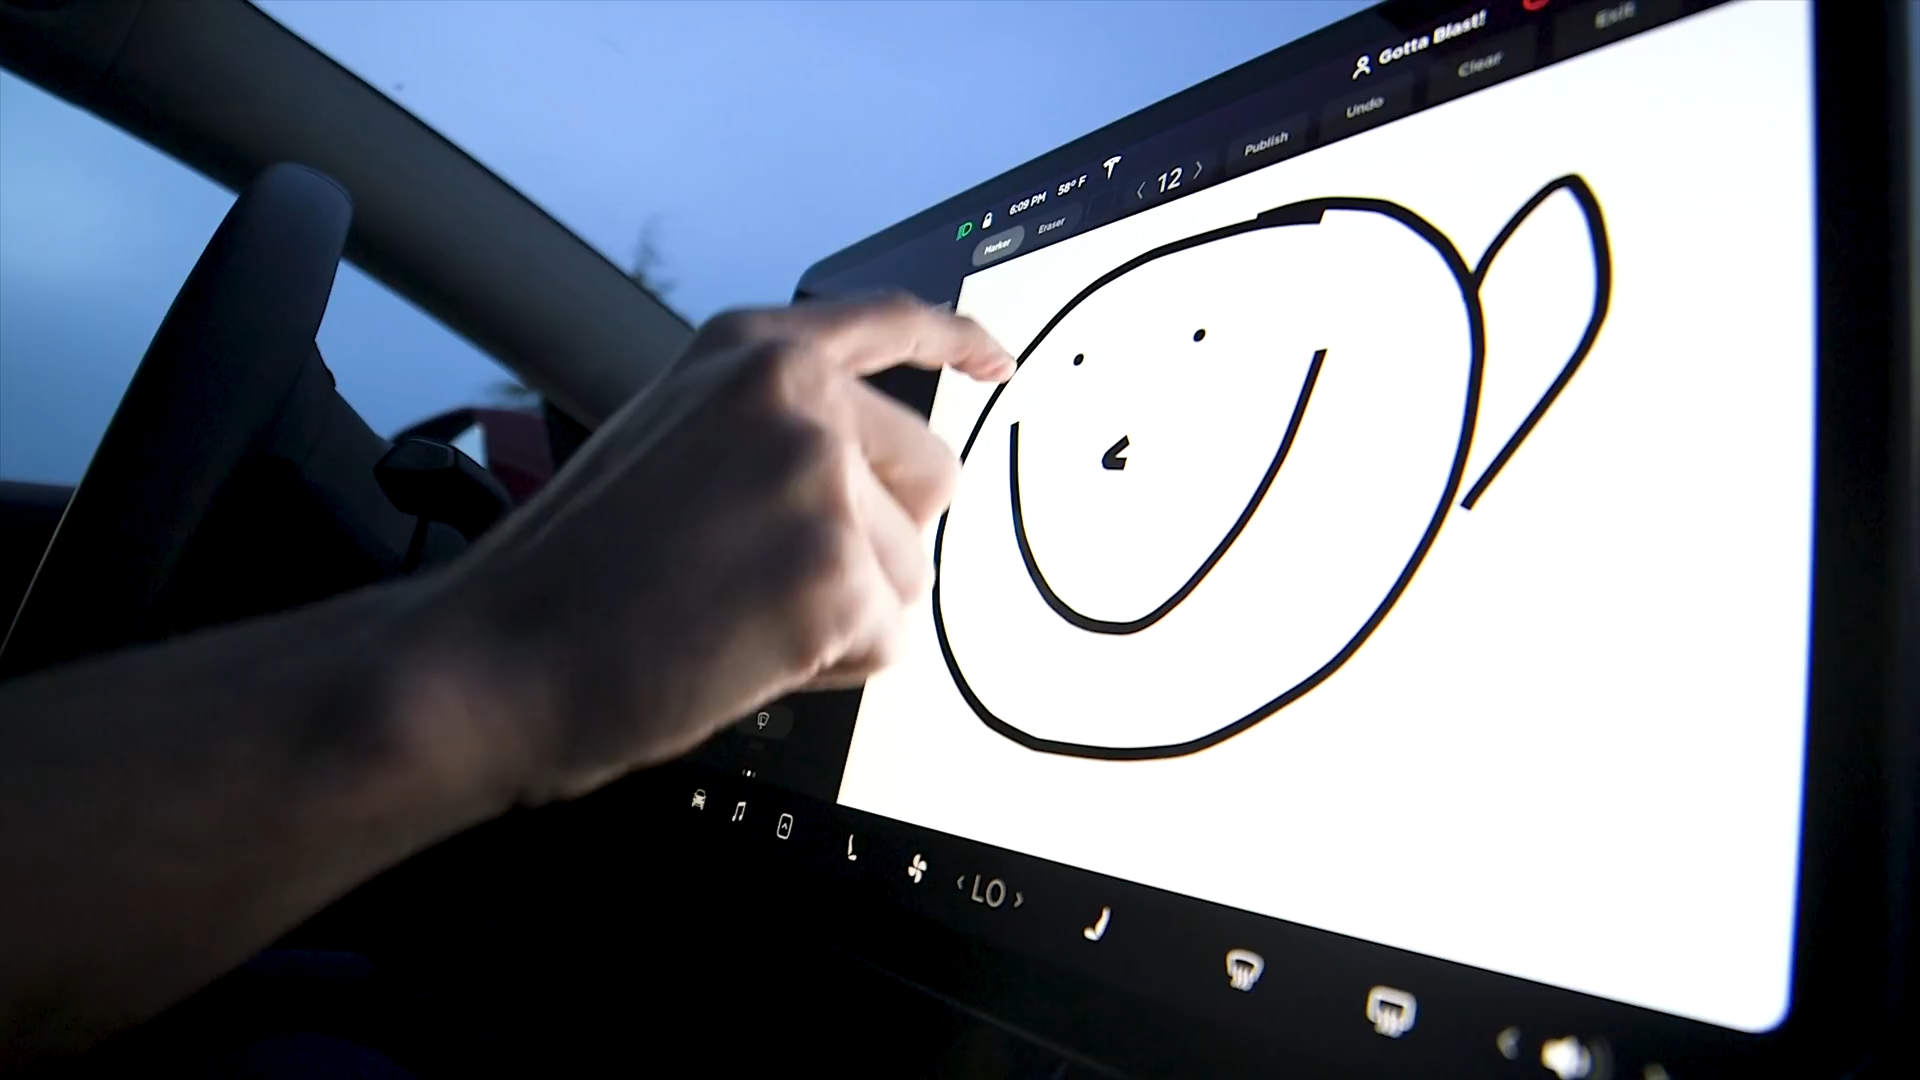 Gotta Blast!
Exit
Clear
Undo
Publish
6:09 PM 58° F
< 12 >
Marker Eraser
< LO >